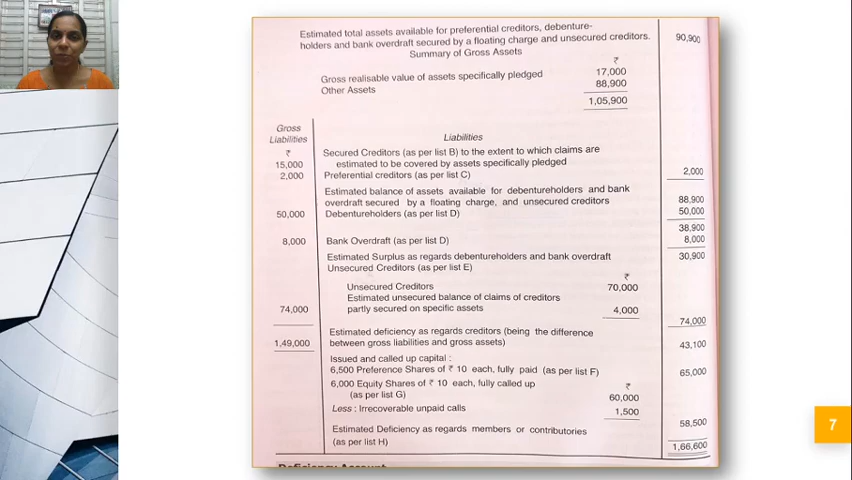 Estimated total assets available for preferential creditors, debenture-
holders and bank overdraft secured by a floating charge and unsecured creditors. 90,900
Summary of Gross Assets
₹
Gross realisable value of assets specifically pledged 17,000
Other Assets 88,900
1,05,900
Gross
Liabilities Liabilities
₹ Secured Creditors (as per list B) to the extent to which claims are
15,000 estimated to be covered by assets specifically pledged
2,000 Preferential creditors (as per list C) 2,000
Estimated balance of assets available for debentureholders and bank
overdraft secured by a floating charge, and unsecured creditors 88,900
50,000 Debentureholders (as per list D) 50,000
38,900
8,000 Bank Overdraft (as per list D) 8,000
Estimated Surplus as regards debentureholders and bank overdraft 30,900
Unsecured Creditors (as per list E) ₹
Unsecured Creditors 70,000
Estimated unsecured balance of claims of creditors
74,000 partly secured on specific assets 4,000
74,000
Estimated deficiency as regards creditors (being the difference
1,49,000 between gross liabilities and gross assets) 43,100
Issued and called up capital :
6,500 Preference Shares of ₹ 10 each, fully paid (as per list F) 65,000
6,000 Equity Shares of ₹ 10 each, fully called up ₹
(as per list G) 60,000
Less : Irrecoverable unpaid calls 1,500
58,500
Estimated Deficiency as regards members or contributories
(as per list H) 1,66,600
Deficiency Account
7